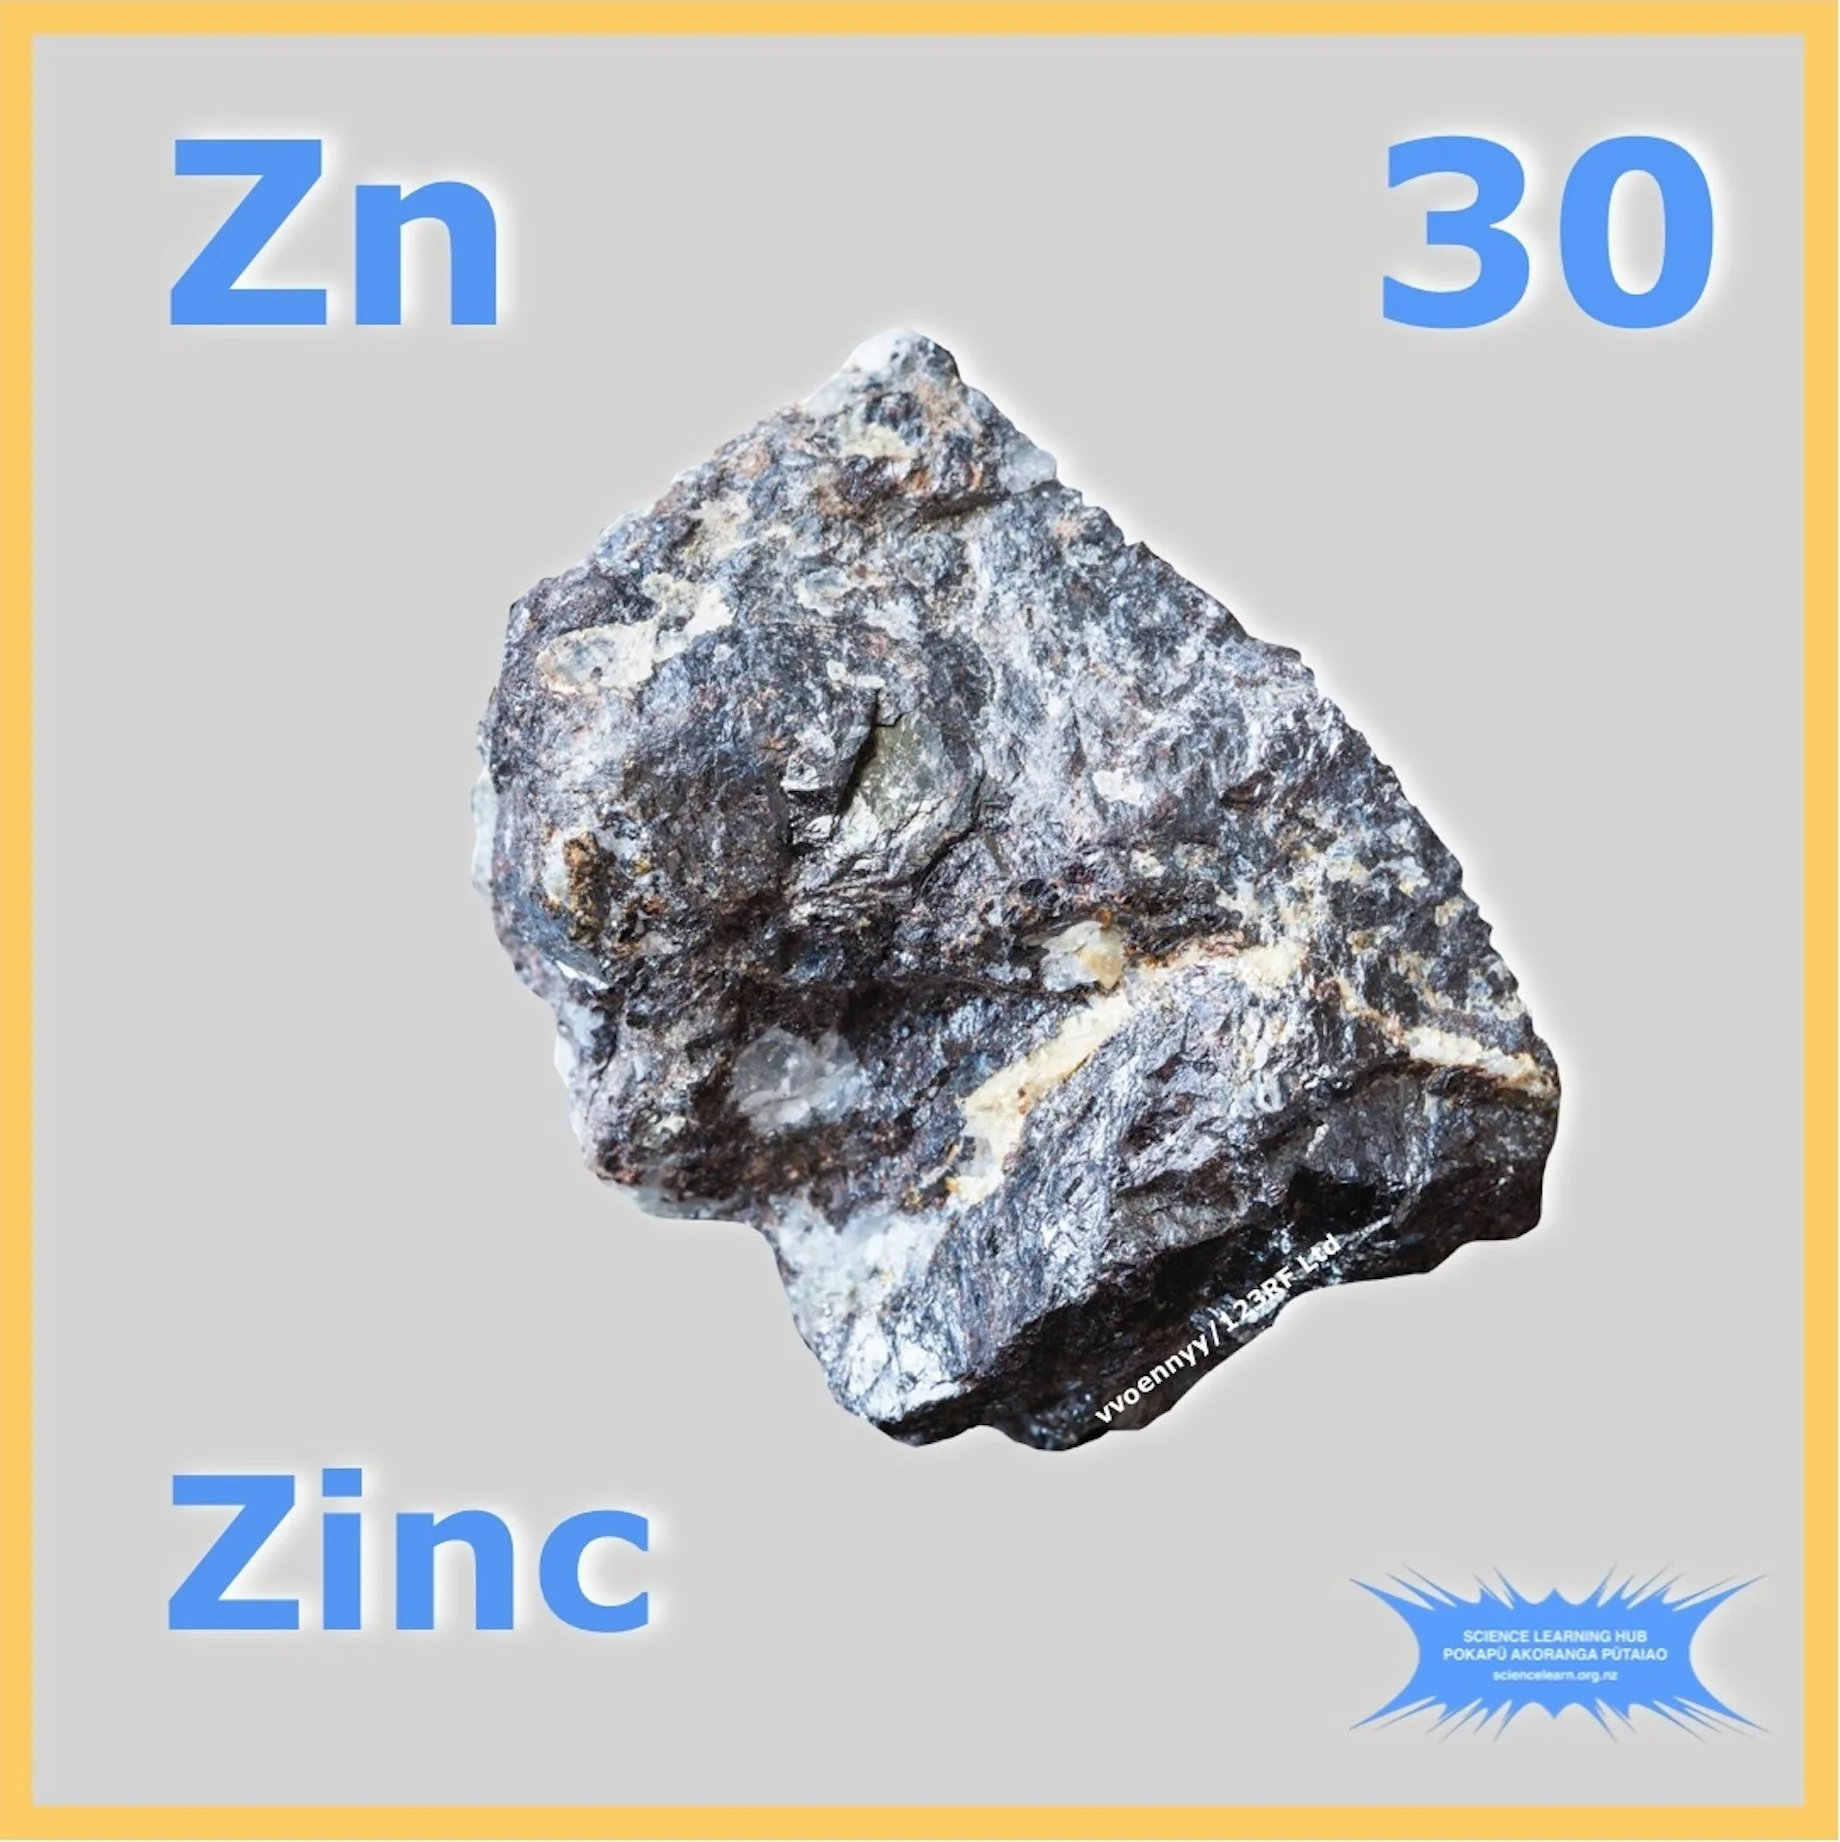 Zn
30
vvoennyy/123RF Ltd
Zinc
SCIENCE LEARNING HUB
POKAPŪ AKORANGA PŪTAIAO
sciencelearn.org.nz